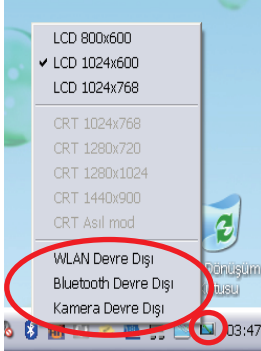 LCD 800x600
LCD 1024x600
LCD 1024x768
CRT 1024x768
CRT 1280x720
CRT 1280x1024
CRT 1440x900
CRT Asıl mod
WLAN Devre Dışı
Bluetooth Devre Dışı
Kamera Devre Dışı
Dönüşüm
utusu
03:47